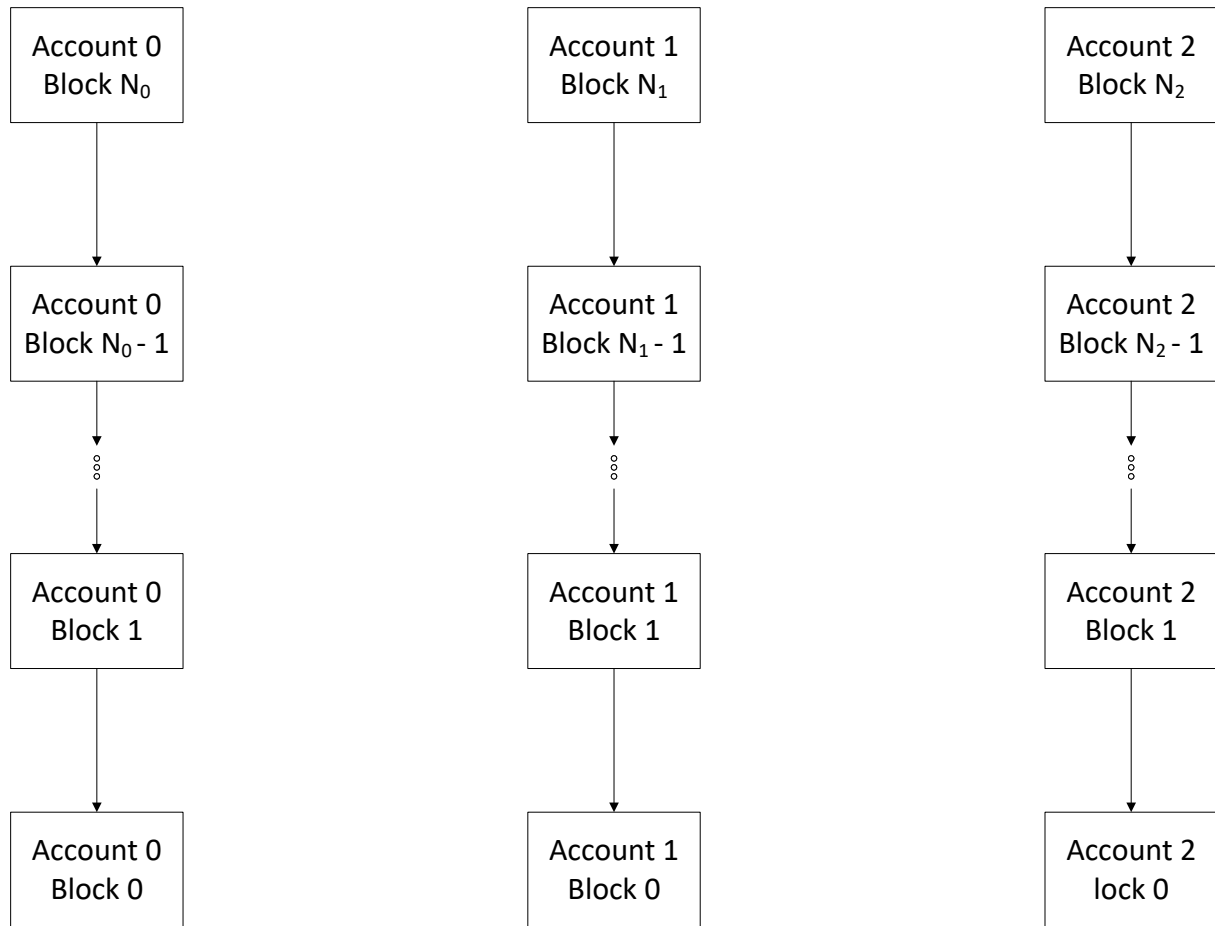 Account 0
Block N₀
Account 1
Block N₁
Account 2
Block N₂
Account 0
Block N₀ - 1
Account 1
Block N₁ - 1
Account 2
Block N₂ - 1
Account 0
Block 1
Account 1
Block 1
Account 2
Block 1
Account 0
Block 0
Account 1
Block 0
Account 2
lock 0